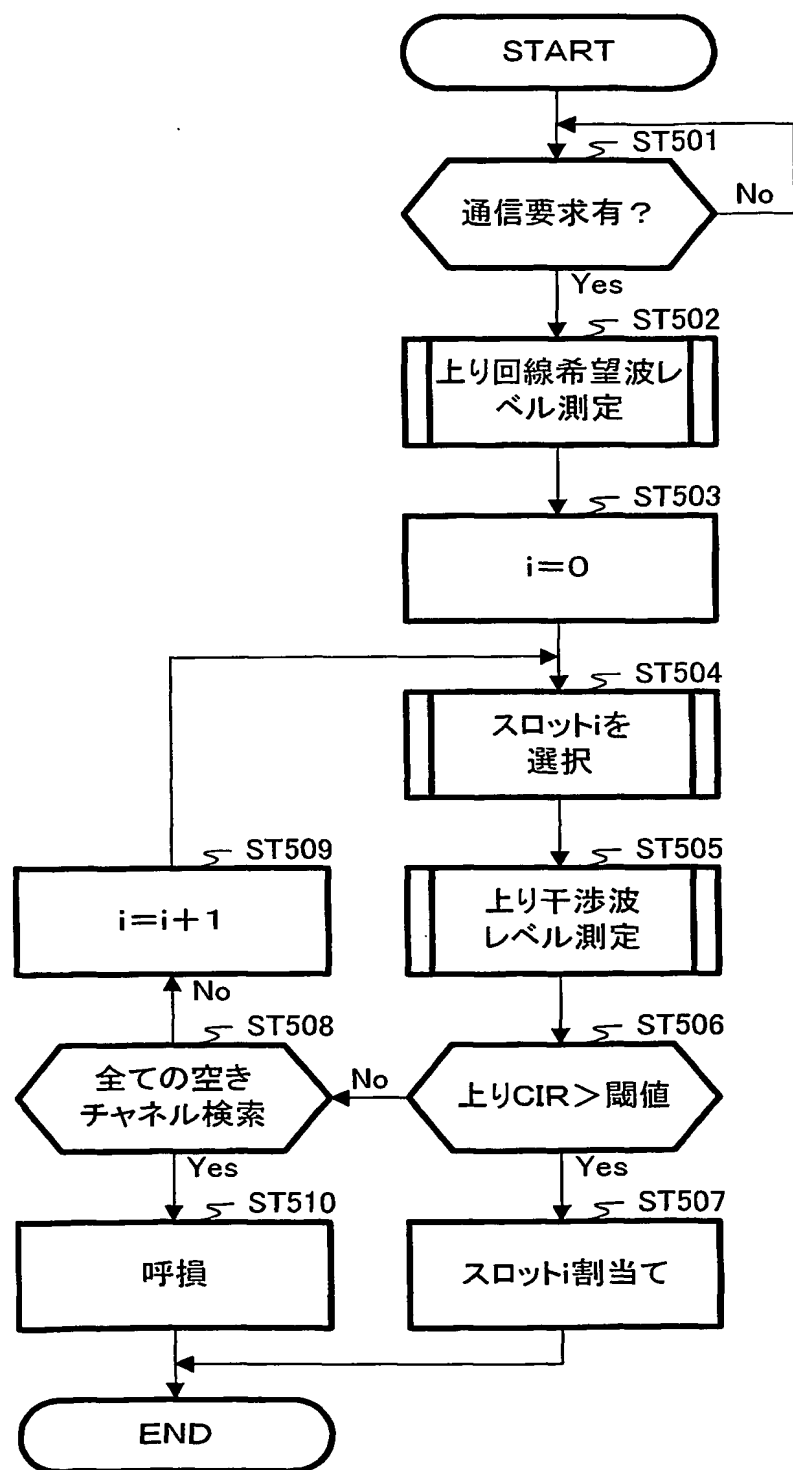 START
ST501
通信要求有？
No
Yes
ST502
上り回線希望波レ
ベル測定
ST503
i＝0
ST504
スロットiを
選択
ST505
上り干渉波
レベル測定
ST509
i＝i＋1
No
ST508
全ての空き
チャネル検索
No
ST506
上りCIR＞閾値
Yes
Yes
ST510
呼損
ST507
スロットi割当て
END